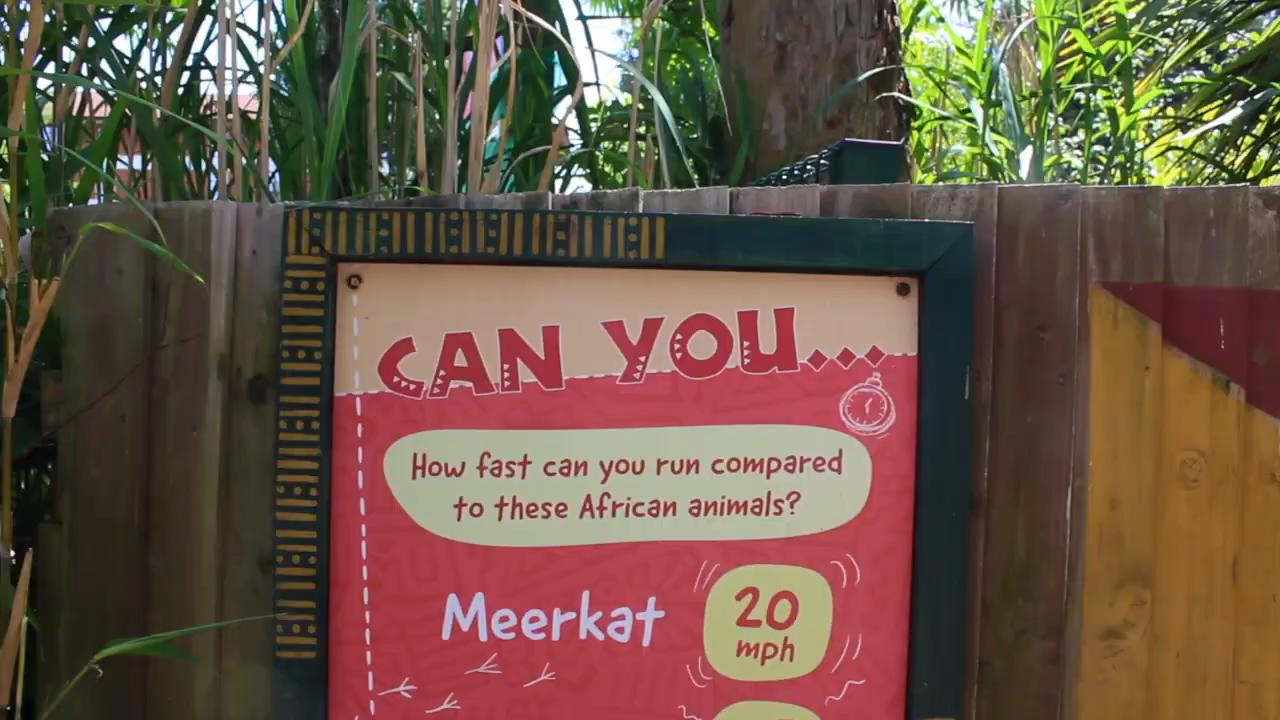 CAN YOU...
How fast can you run compared
to these African animals?
Meerkat
20
mph